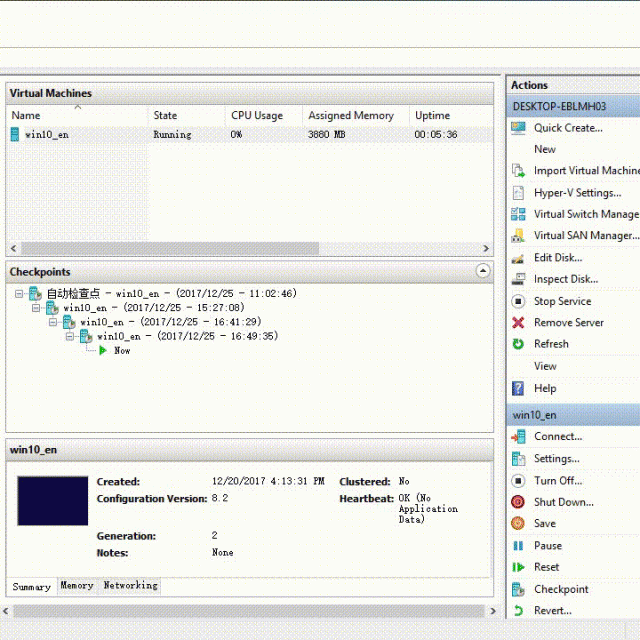 Virtual Machines
Name State CPU Usage Assigned Memory Uptime
win10_en Running 0% 3880 MB 00:05:36
Checkpoints
自动检查点 - win10_en - (2017/12/25 - 11:02:46)
win10_en - (2017/12/25 - 15:27:08)
win10_en - (2017/12/25 - 16:41:29)
win10_en - (2017/12/25 - 16:49:35)
Now
win10_en
Created: 12/20/2017 4:13:31 PM Clustered: No
Configuration Version: 8.2 Heartbeat: OK (No
Application
Data)
Generation: 2
Notes: None
Summary Memory Networking
Actions
DESKTOP-EBLMH03
Quick Create...
New
Import Virtual Machine
Hyper-V Settings...
Virtual Switch Manage
Virtual SAN Manager...
Edit Disk...
Inspect Disk...
Stop Service
Remove Server
Refresh
View
Help
win10_en
Connect...
Settings...
Turn Off...
Shut Down...
Save
Pause
Reset
Checkpoint
Revert...